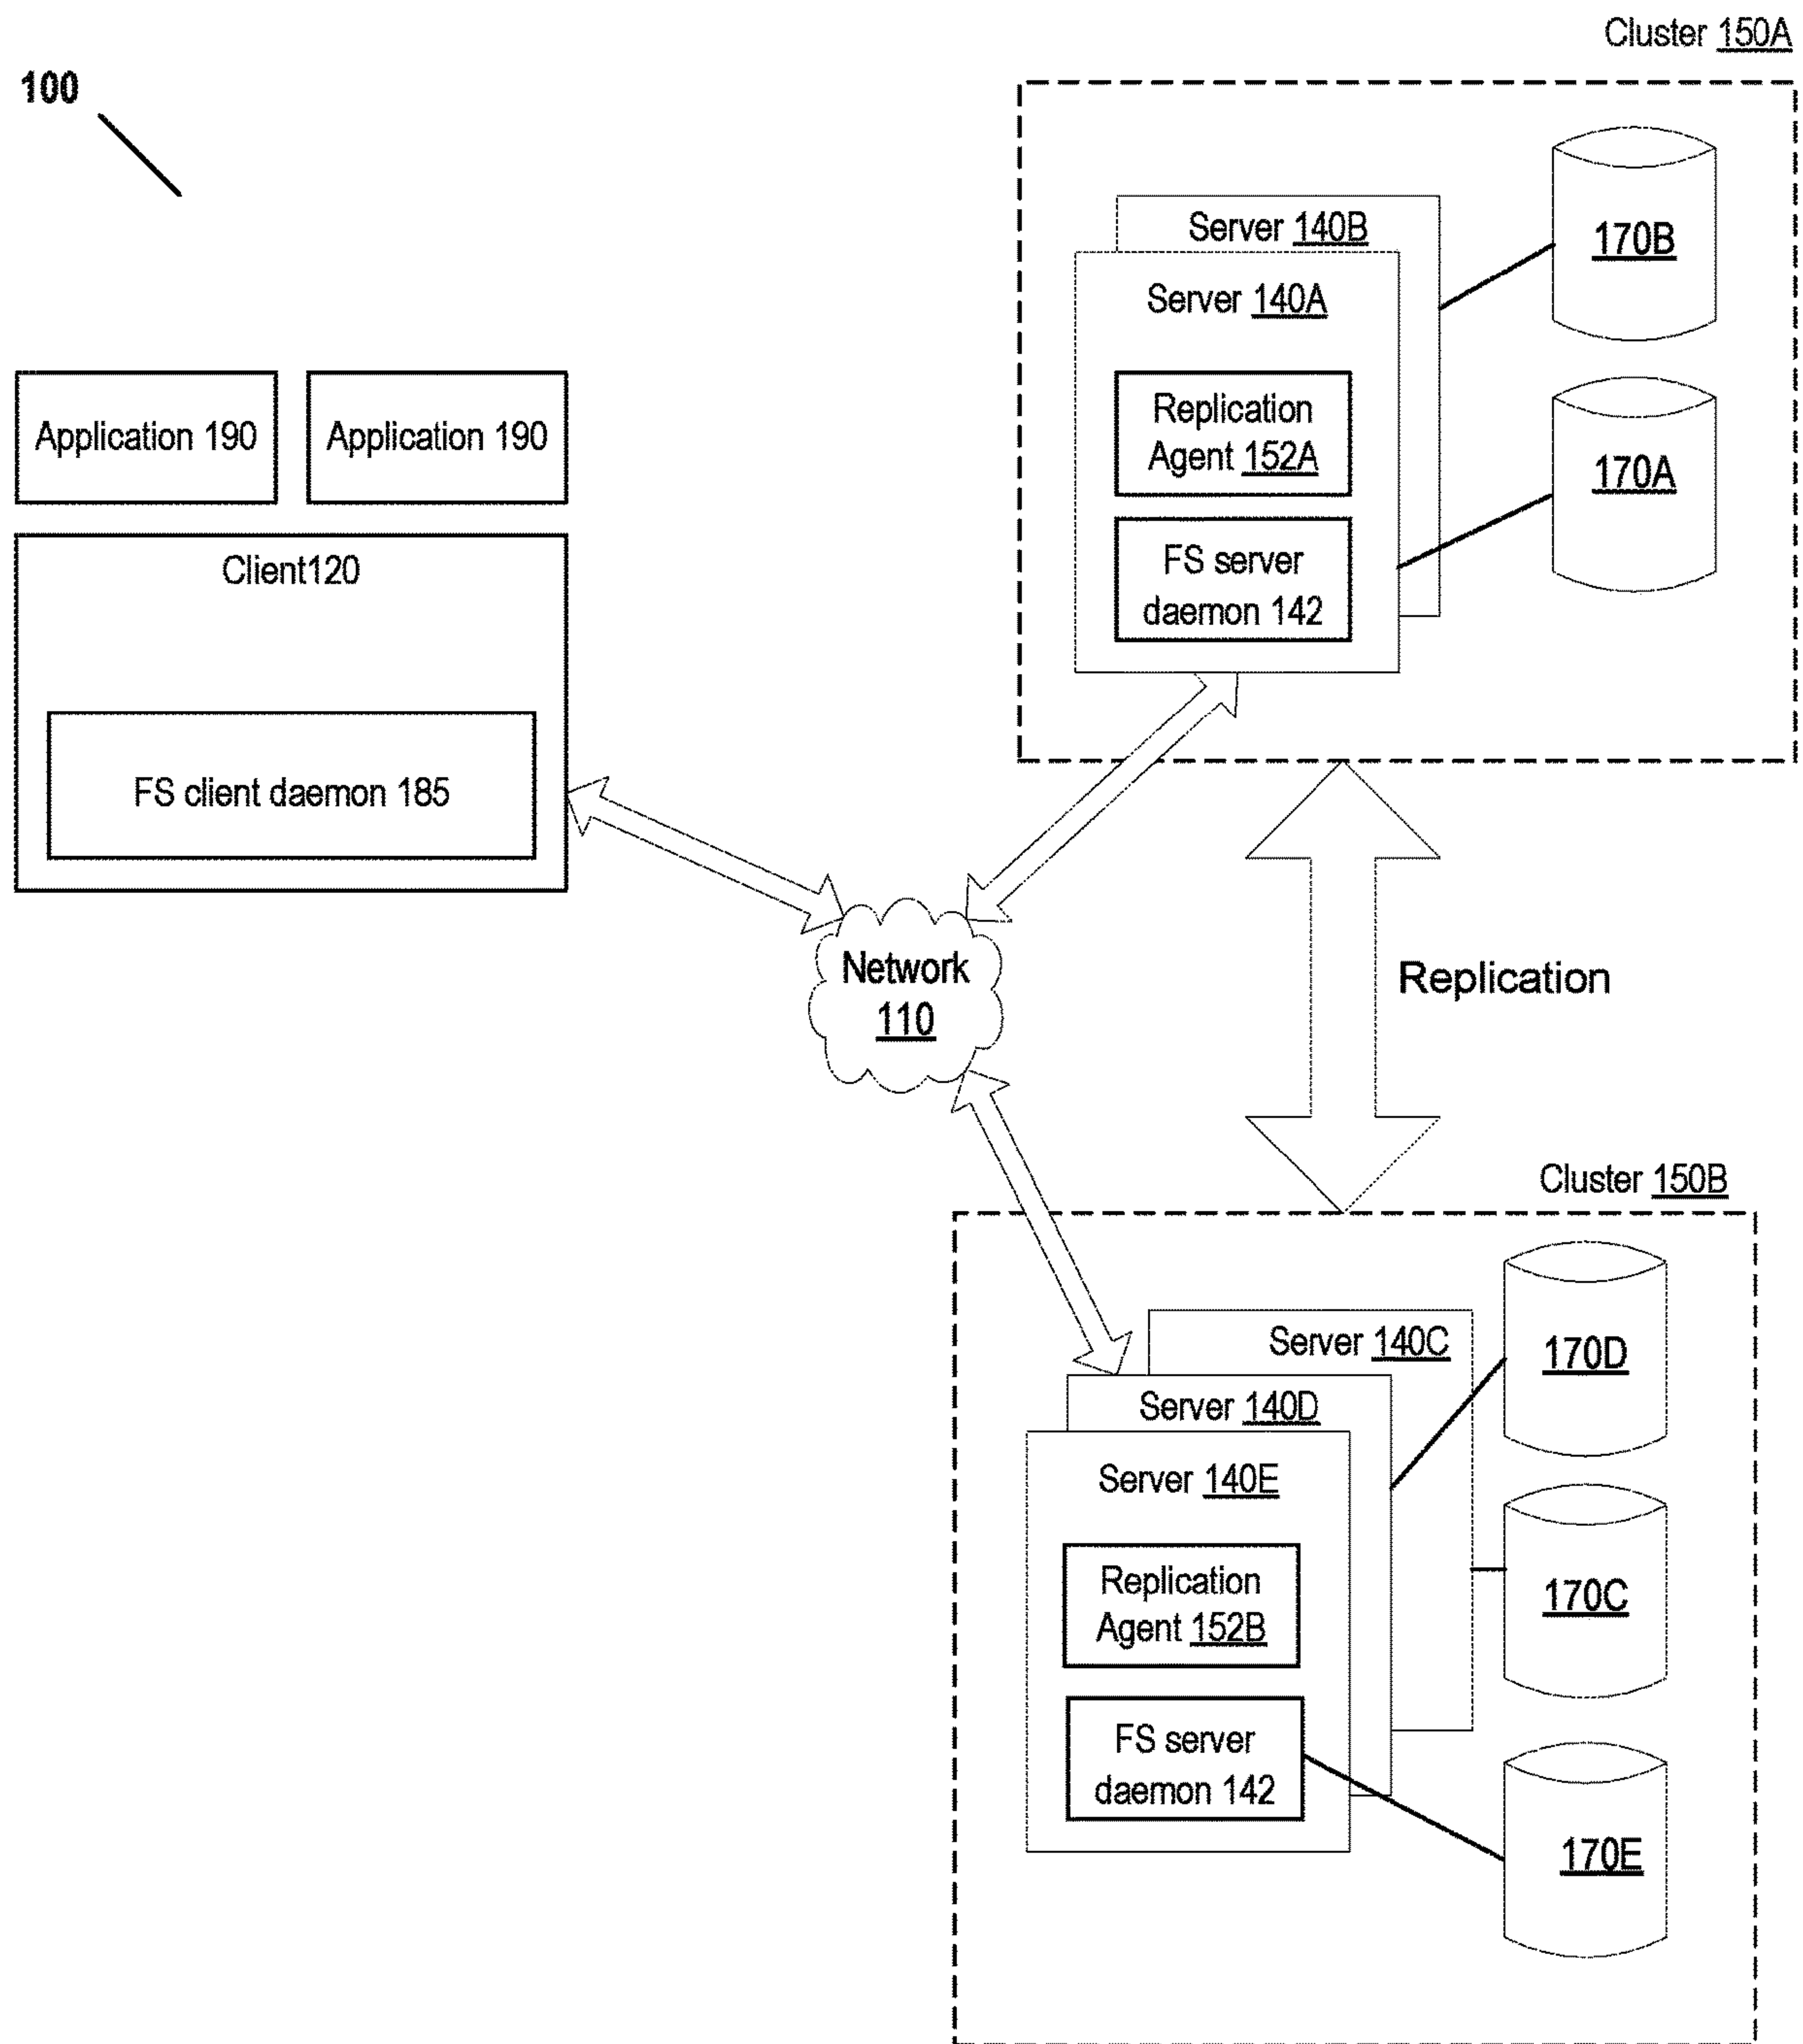 Cluster 150A
100
Server 140B
170B
Server 140A
Replication
Agent 152A
170A
Application 190
Application 190
FS server
daemon 142
Client120
FS client daemon 185
Network
110
Replication
Cluster 150B
Server 140C
170D
Server 140D
Server 140E
Replication
Agent 152B
170C
FS server
daemon 142
170E